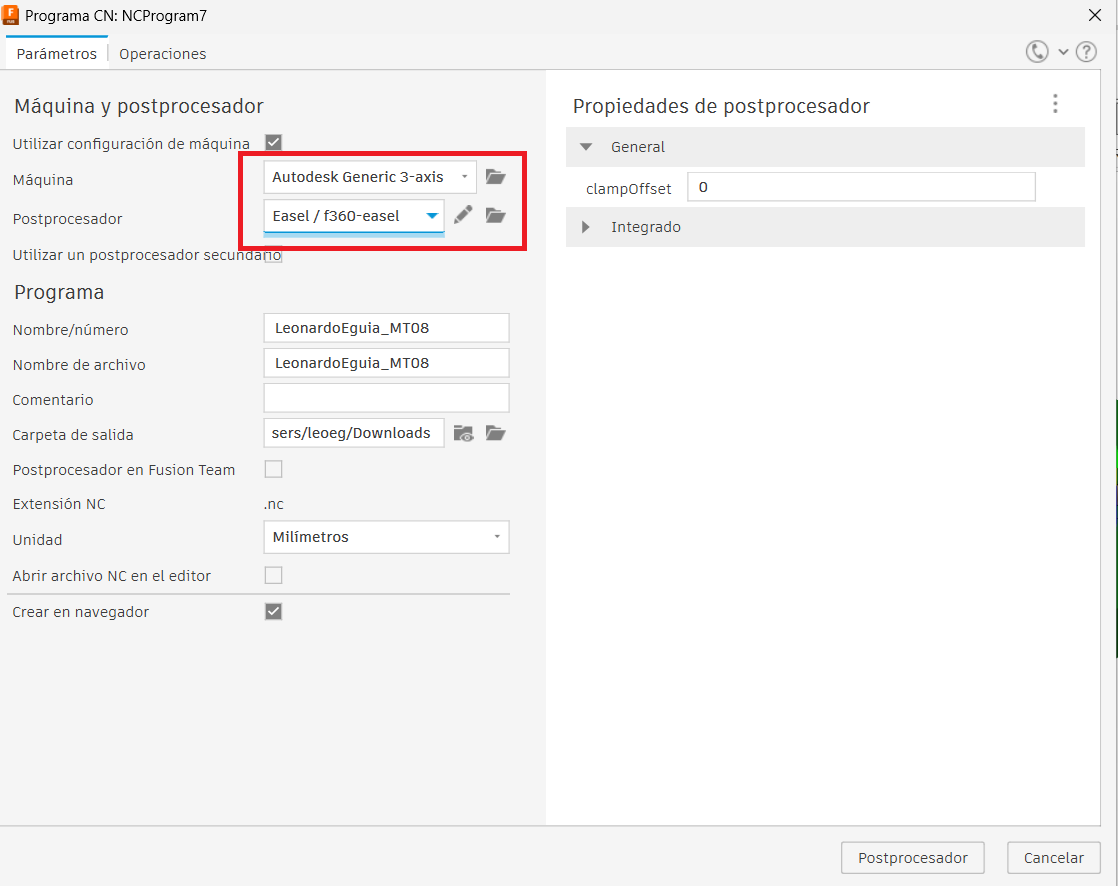 Programa CN: NCProgram7
Parámetros
Operaciones
Máquina y postprocesador
Utilizar configuración de máquina
Máquina
Autodesk Generic 3-axis
Postprocesador
Easel / f360-easel
Utilizar un postprocesador secundario
Programa
Nombre/número
LeonardoEguia_MT08
Nombre de archivo
LeonardoEguia_MT08
Comentario
Carpeta de salida
sers/leoeg/Downloads
Postprocesador en Fusion Team
Extensión NC
.nc
Unidad
Milímetros
Abrir archivo NC en el editor
Crear en navegador
Propiedades de postprocesador
General
clampOffset
0
Integrado
Postprocesador
Cancelar